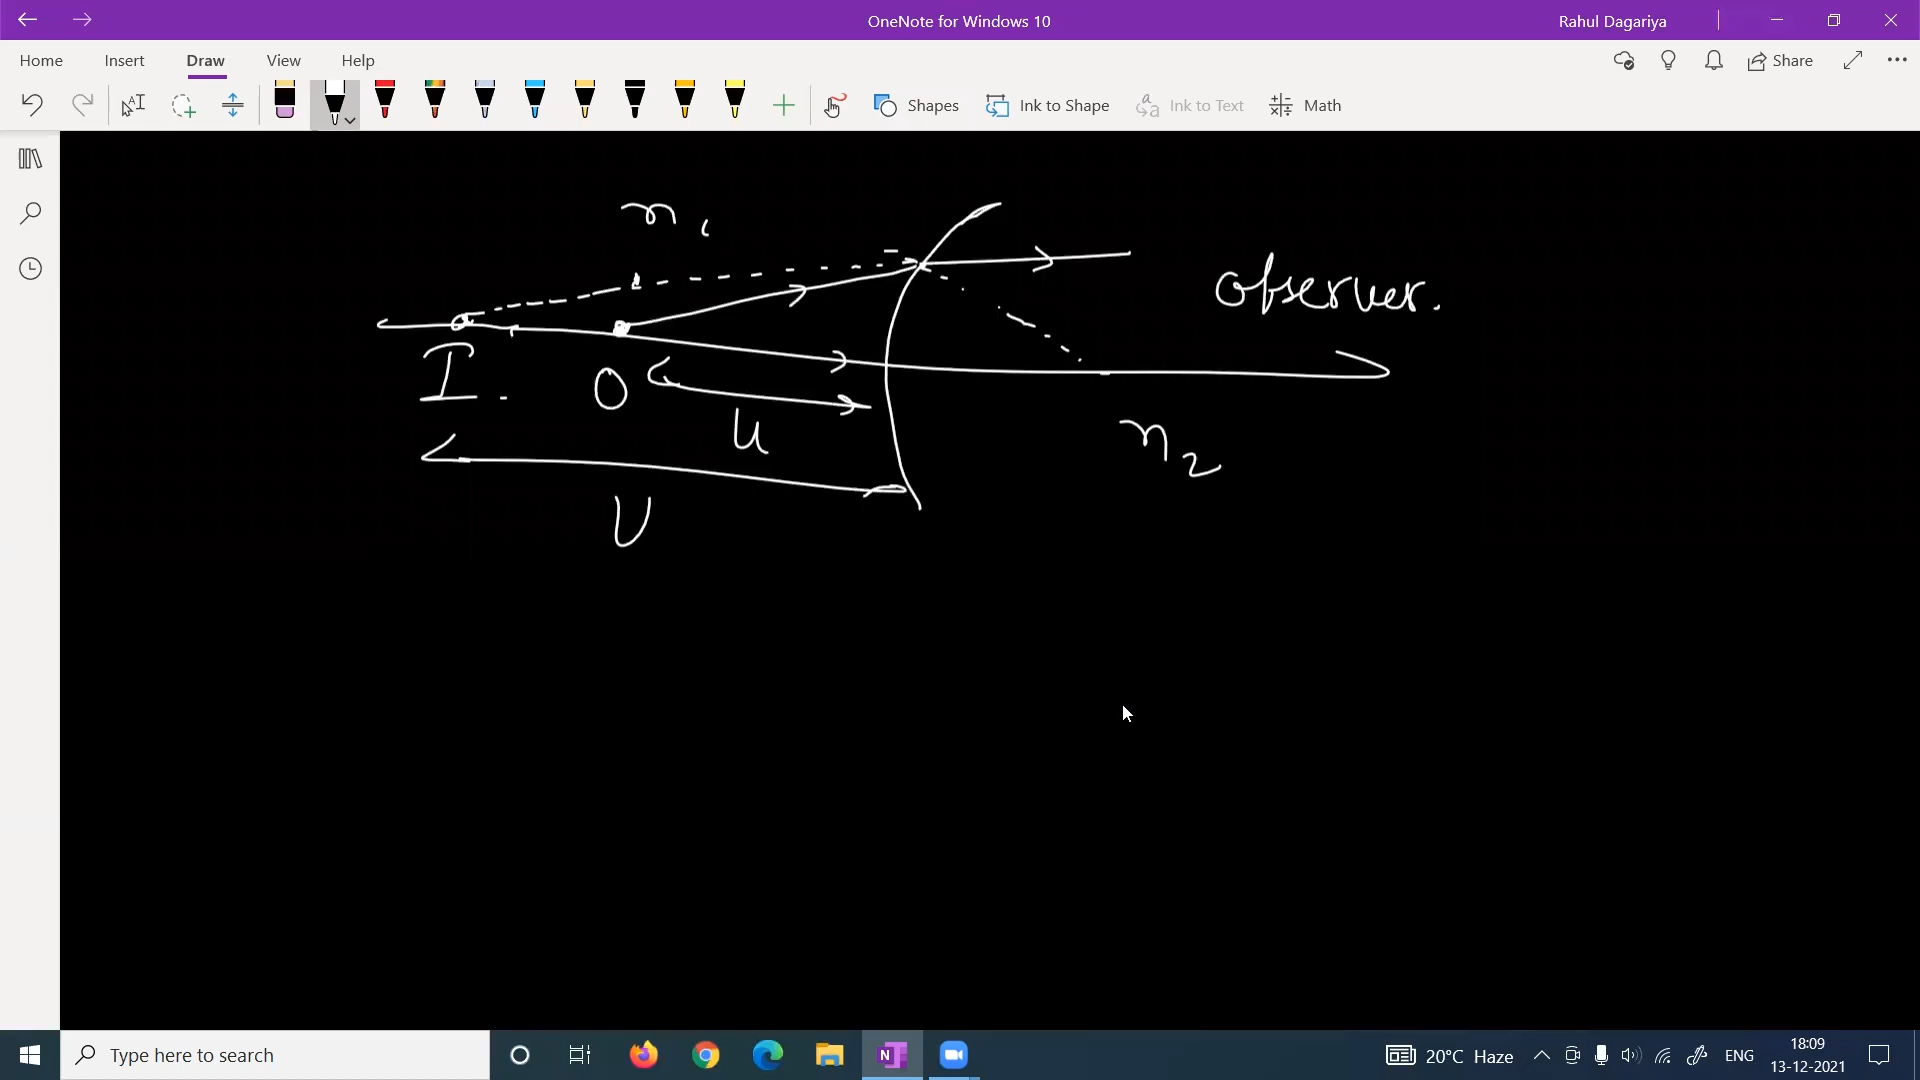 OneNote for Windows 10
Rahul Dagariya
Home Insert Draw View Help
Share
Shapes Ink to Shape Ink to Text Math
n₁
observer.
I. O
u
n₂
v
Type here to search
20°C Haze
ENG
18:09
13-12-2021